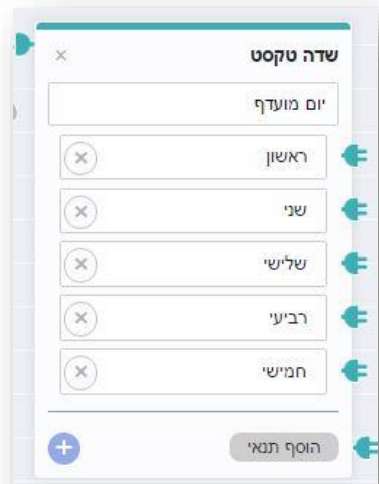 שדה טקסט
יום מועדף
ראשון
שני
שלישי
רביעי
חמישי
הוסף תנאי